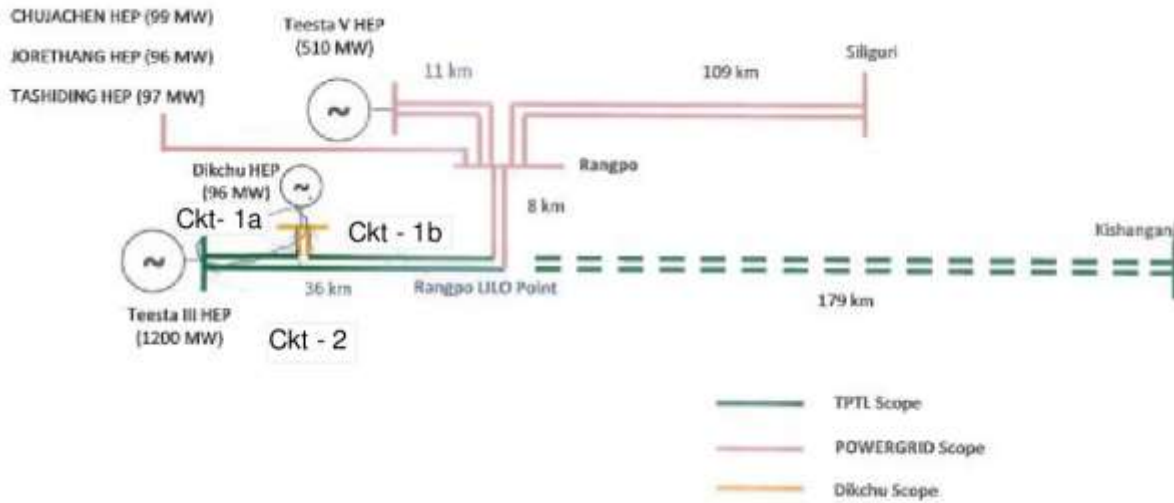 CHUJACHEN HEP (99 MW)
JORETHANG HEP (96 MW)
TASHIDING HEP (97 MW)
Teesta V HEP
(510 MW)
11 km
109 km
Siliguri
Rangpo
Dikchu HEP
(96 MW)
~
~
~
8 km
Ckt- 1a
Ckt - 1b
Kishangan
36 km
Rangpo LILO Point
179 km
Teesta III HEP
(1200 MW)
Ckt - 2
TPTL Scope
POWERGRID Scope
Dikchu Scope